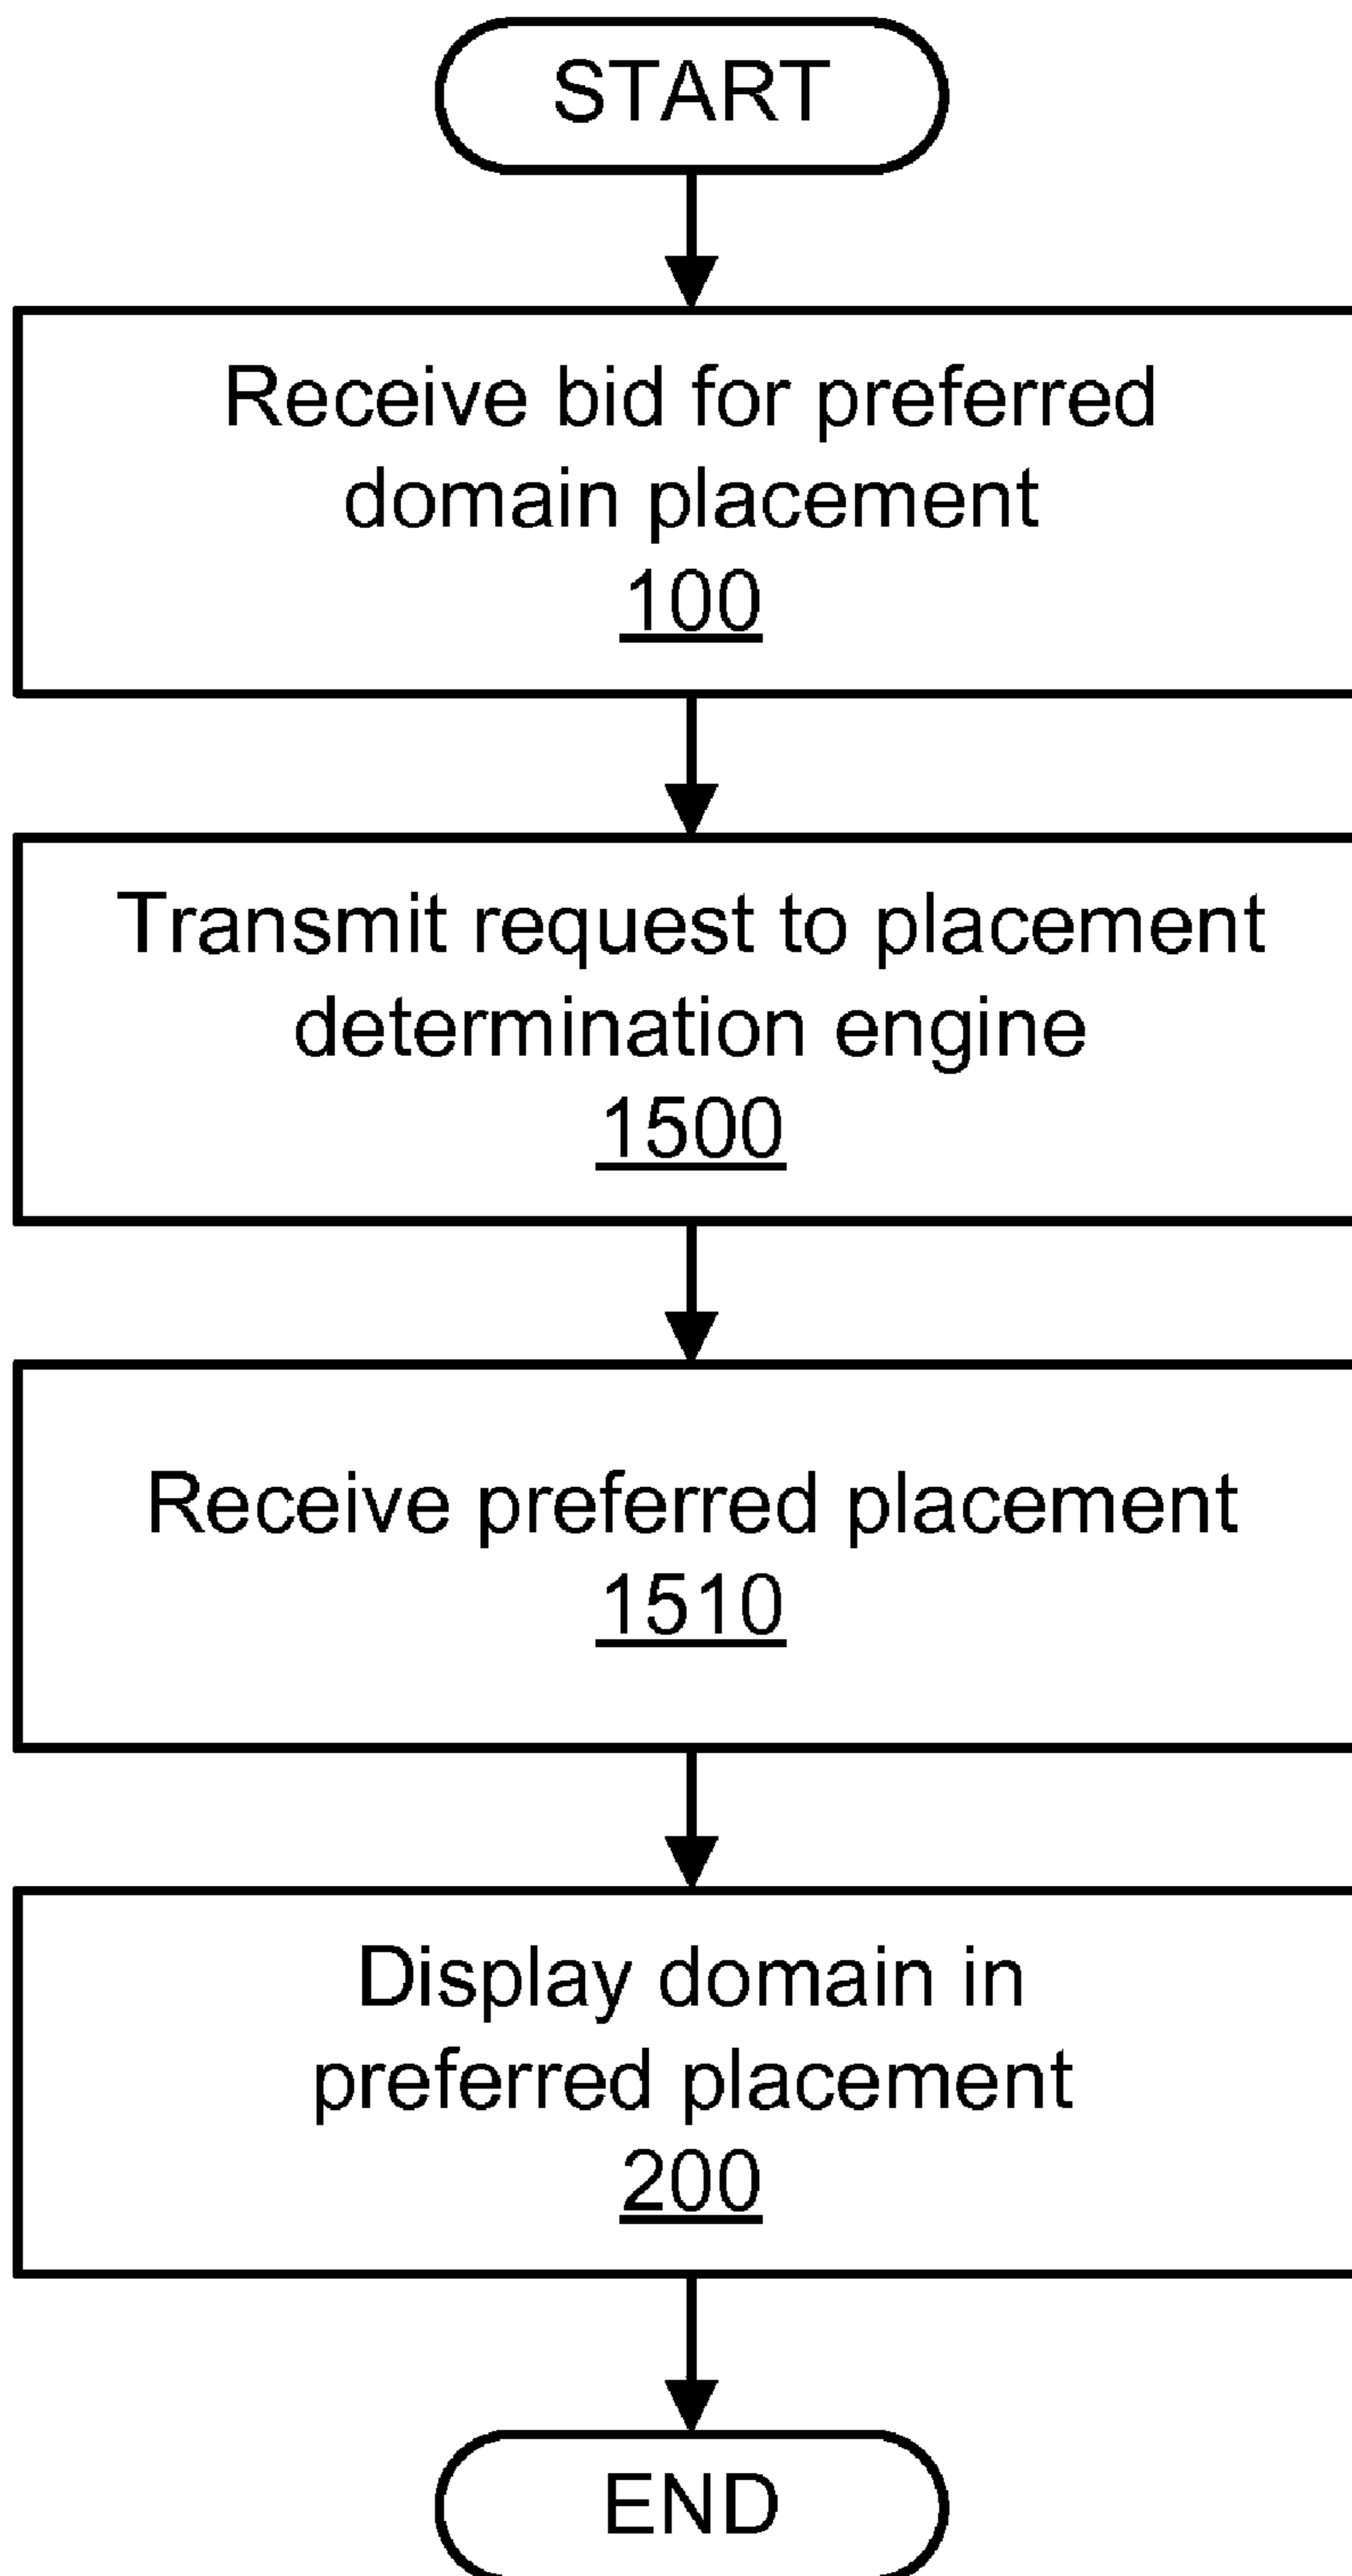 START
Receive bid for preferred
domain placement
100
Transmit request to placement
determination engine
1500
Receive preferred placement
1510
Display domain in
preferred placement
200
END